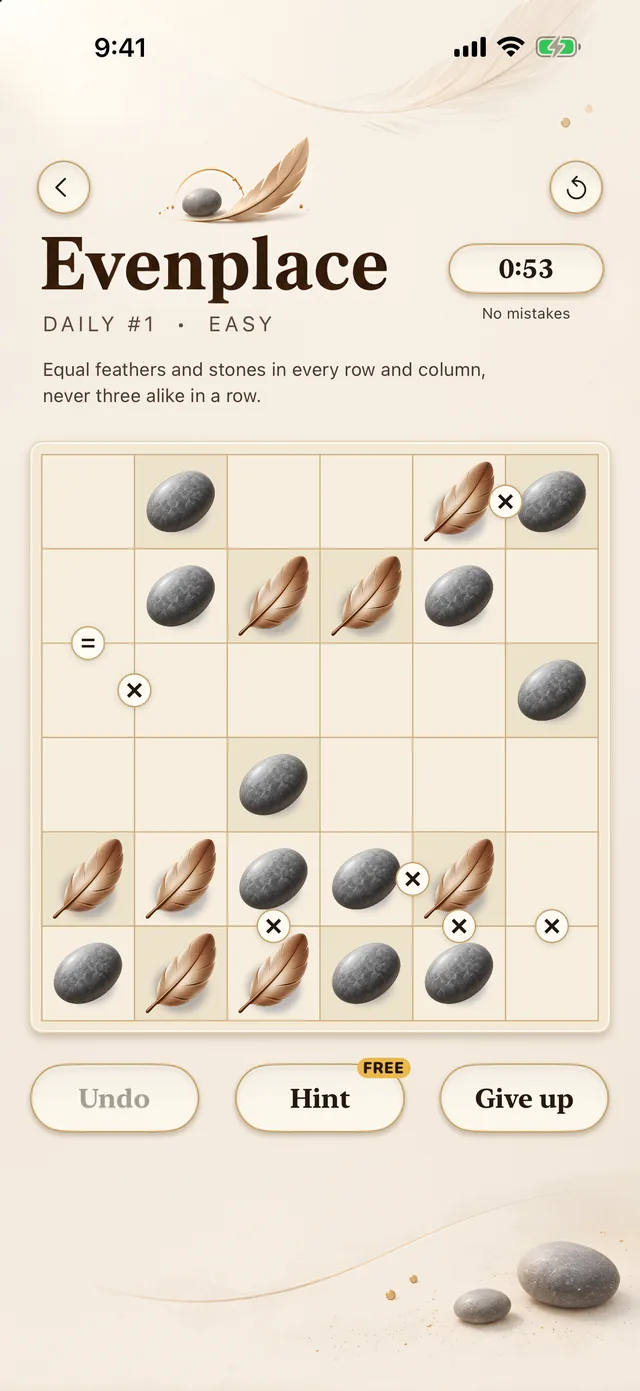 9:41
Evenplace
0:53
DAILY #1 • EASY
No mistakes
Equal feathers and stones in every row and column,
never three alike in a row.
×
=
×
×
×
×
×
FREE
Undo
Hint
Give up